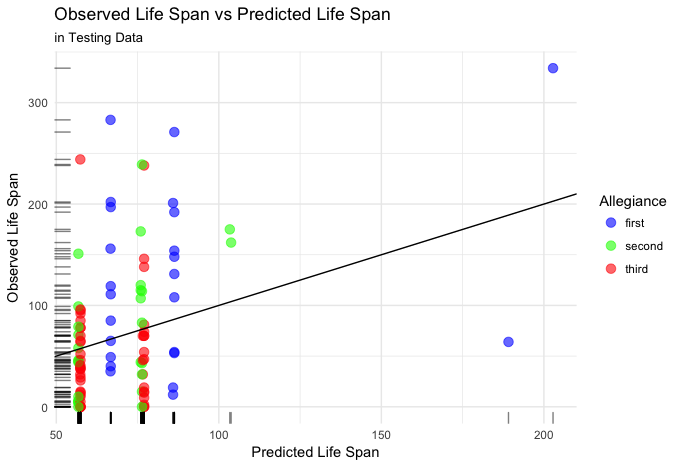 Observed Life Span vs Predicted Life Span
in Testing Data
Observed Life Span
300
200
100
0
50
100
150
200
Predicted Life Span
Allegiance
first
second
third